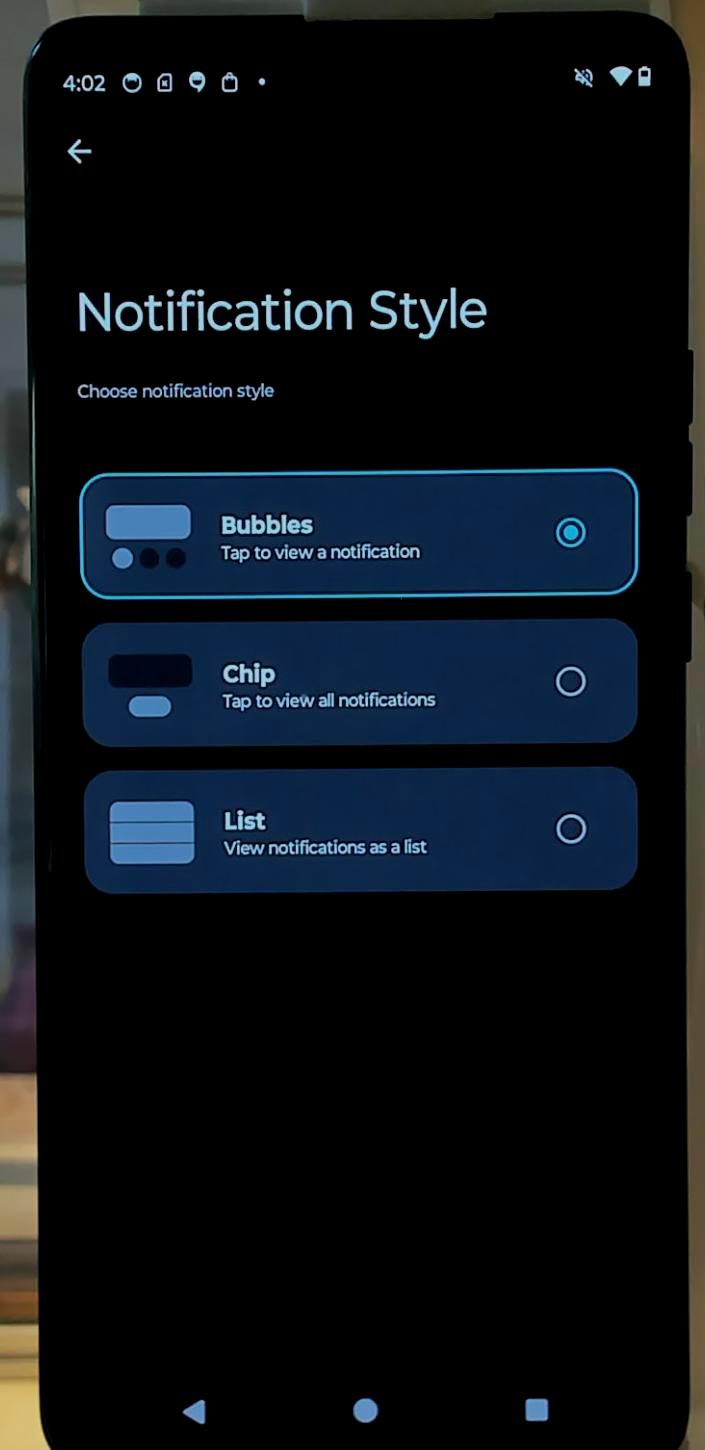 4:02
Notification Style
Choose notification style
Bubbles
Tap to view a notification
Chip
Tap to view all notifications
List
View notifications as a list